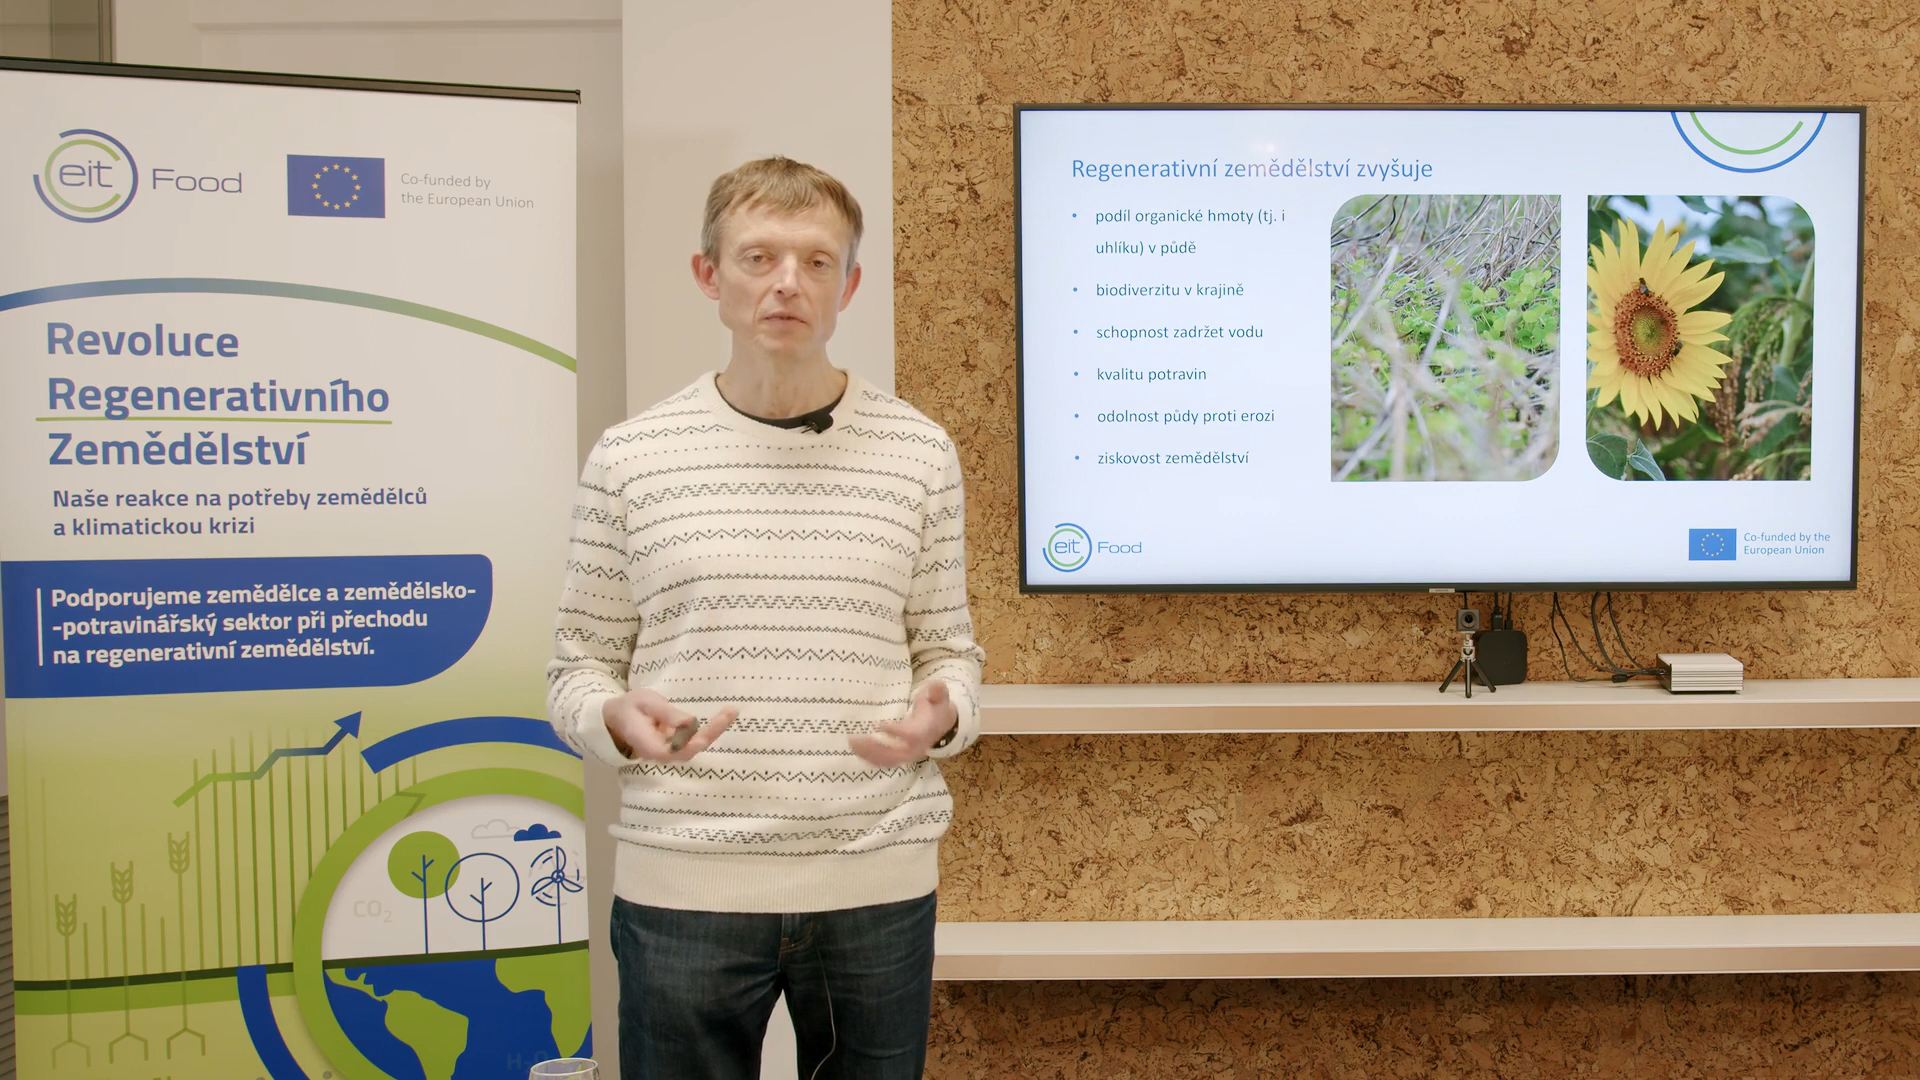 eit Food
Co-funded by
the European Union
Revoluce
Regenerativního
Zemědělství
Naše reakce na potřeby zemědělců
a klimatickou krizi
Podporujeme zemědělce a zemědělsko-
-potravinářský sektor při přechodu
na regenerativní zemědělství.
CO2
Regenerativní zemědělství zvyšuje
• podíl organické hmoty (tj. i
uhlíku) v půdě
• biodiverzitu v krajině
• schopnost zadržet vodu
• kvalitu potravin
• odolnost půdy proti erozi
• ziskovost zemědělství
eit Food
Co-funded by the
European Union